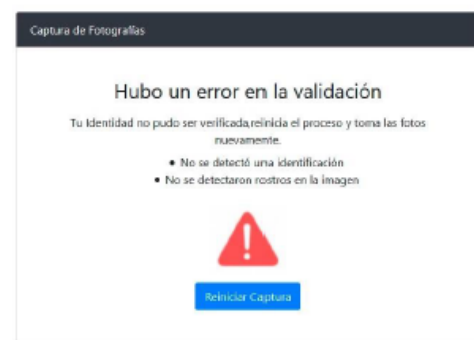 Captura de Fotografías
Hubo un error en la validación
Tu Identidad no pudo ser verificada,reinicia el proceso y toma las fotos
nuevamente.
• No se detectó una identificación
• No se detectaron rostros en la imagen
Reiniciar Captura